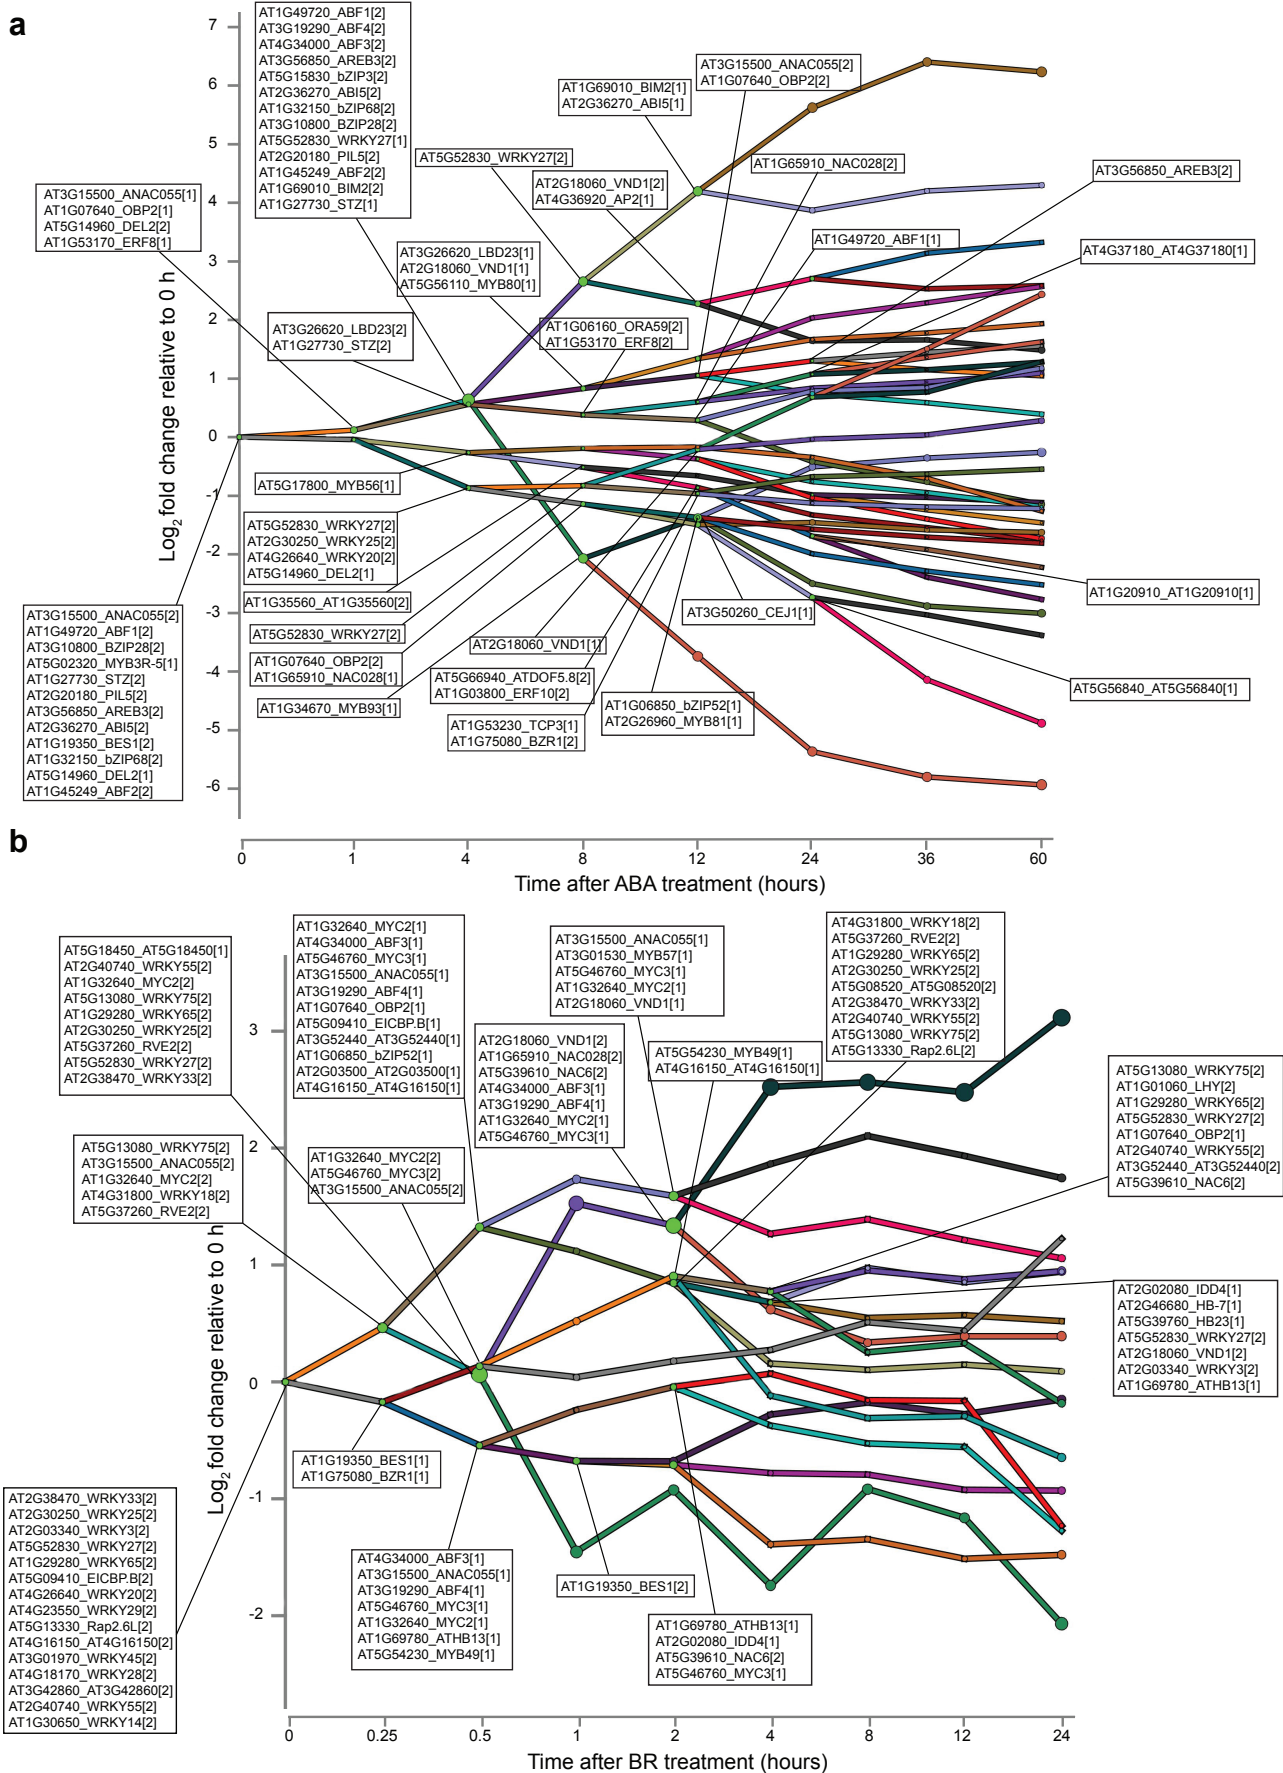 a
Log2 fold change relative to 0 h
7
6
5
4
3
2
1
0
-1
-2
-3
-4
-5
-6
AT1G49720_ABF1[2]
AT3G19290_ABF4[2]
AT4G34000_ABF3[2]
AT3G56850_AREB3[2]
AT5G15830_bZIP3[2]
AT2G36270_ABI5[2]
AT1G32150_bZIP68[2]
AT3G10800_BZIP28[2]
AT5G52830_WRKY27[1]
AT2G20180_PIL5[2]
AT1G45249_ABF2[2]
AT1G69010_BIM2[2]
AT1G27730_STZ[1]
AT3G15500_ANAC055[1]
AT1G07640_OBP2[1]
AT5G14960_DEL2[2]
AT1G53170_ERF8[1]
AT3G15500_ANAC055[2]
AT1G07640_OBP2[2]
AT1G69010_BIM2[1]
AT2G36270_ABI5[1]
AT5G52830_WRKY27[2]
AT2G18060_VND1[2]
AT4G36920_AP2[1]
AT1G65910_NAC028[2]
AT3G56850_AREB3[2]
AT1G49720_ABF1[1]
AT4G37180_AT4G37180[1]
AT3G26620_LBD23[1]
AT2G18060_VND1[1]
AT5G56110_MYB80[1]
AT3G26620_LBD23[2]
AT1G27730_STZ[2]
AT1G06160_ORA59[2]
AT1G53170_ERF8[2]
AT5G17800_MYB56[1]
AT5G52830_WRKY27[2]
AT2G30250_WRKY25[2]
AT4G26640_WRKY20[2]
AT5G14960_DEL2[1]
AT1G35560_AT1G35560[2]
AT5G52830_WRKY27[2]
AT1G07640_OBP2[2]
AT1G65910_NAC028[1]
AT1G34670_MYB93[1]
AT2G18060_VND1[1]
AT5G66940_ATDOF5.8[2]
AT1G03800_ERF10[2]
AT1G53230_TCP3[1]
AT1G75080_BZR1[2]
AT3G50260_CEJ1[1]
AT1G06850_bZIP52[1]
AT2G26960_MYB81[1]
AT1G20910_AT1G20910[1]
AT5G56840_AT5G56840[1]
AT3G15500_ANAC055[2]
AT1G49720_ABF1[2]
AT3G10800_BZIP28[2]
AT5G02320_MYB3R-5[1]
AT1G27730_STZ[2]
AT2G20180_PIL5[2]
AT3G56850_AREB3[2]
AT2G36270_ABI5[2]
AT1G19350_BES1[2]
AT1G32150_bZIP68[2]
AT5G14960_DEL2[1]
AT1G45249_ABF2[2]
0 1 4 8 12 24 36 60
Time after ABA treatment (hours)
b
Log2 fold change relative to 0 h
3
2
1
0
-1
-2
AT5G18450_AT5G18450[1]
AT2G40740_WRKY55[2]
AT1G32640_MYC2[2]
AT5G13080_WRKY75[2]
AT1G29280_WRKY65[2]
AT2G30250_WRKY25[2]
AT5G37260_RVE2[2]
AT5G52830_WRKY27[2]
AT2G38470_WRKY33[2]
AT1G32640_MYC2[1]
AT4G34000_ABF3[1]
AT5G46760_MYC3[1]
AT3G15500_ANAC055[1]
AT3G19290_ABF4[1]
AT1G07640_OBP2[1]
AT5G09410_EICBP.B[1]
AT3G52440_AT3G52440[1]
AT1G06850_bZIP52[1]
AT2G03500_AT2G03500[1]
AT4G16150_AT4G16150[1]
AT3G15500_ANAC055[1]
AT3G01530_MYB57[1]
AT5G46760_MYC3[1]
AT1G32640_MYC2[1]
AT2G18060_VND1[1]
AT4G31800_WRKY18[2]
AT5G37260_RVE2[2]
AT1G29280_WRKY65[2]
AT2G30250_WRKY25[2]
AT5G08520_AT5G08520[2]
AT2G38470_WRKY33[2]
AT2G40740_WRKY55[2]
AT5G13080_WRKY75[2]
AT5G13330_Rap2.6L[2]
AT2G18060_VND1[2]
AT1G65910_NAC028[2]
AT5G39610_NAC6[2]
AT4G34000_ABF3[1]
AT3G19290_ABF4[1]
AT1G32640_MYC2[1]
AT5G46760_MYC3[1]
AT5G54230_MYB49[1]
AT4G16150_AT4G16150[1]
AT5G13080_WRKY75[2]
AT1G01060_LHY[2]
AT1G29280_WRKY65[2]
AT5G52830_WRKY27[2]
AT1G07640_OBP2[1]
AT2G40740_WRKY55[2]
AT3G52440_AT3G52440[2]
AT5G39610_NAC6[2]
AT5G13080_WRKY75[2]
AT3G15500_ANAC055[2]
AT1G32640_MYC2[2]
AT4G31800_WRKY18[2]
AT5G37260_RVE2[2]
AT1G32640_MYC2[2]
AT5G46760_MYC3[2]
AT3G15500_ANAC055[2]
AT2G02080_IDD4[1]
AT2G46680_HB-7[1]
AT5G39760_HB23[1]
AT5G52830_WRKY27[2]
AT2G18060_VND1[2]
AT2G03340_WRKY3[2]
AT1G69780_ATHB13[1]
AT1G19350_BES1[1]
AT1G75080_BZR1[1]
AT2G38470_WRKY33[2]
AT2G30250_WRKY25[2]
AT2G03340_WRKY3[2]
AT5G52830_WRKY27[2]
AT1G29280_WRKY65[2]
AT5G09410_EICBP.B[2]
AT4G26640_WRKY20[2]
AT4G23550_WRKY29[2]
AT5G13330_Rap2.6L[2]
AT4G16150_AT4G16150[2]
AT3G01970_WRKY45[2]
AT4G18170_WRKY28[2]
AT3G42860_AT3G42860[2]
AT2G40740_WRKY55[2]
AT1G30650_WRKY14[2]
AT4G34000_ABF3[1]
AT3G15500_ANAC055[1]
AT3G19290_ABF4[1]
AT5G46760_MYC3[1]
AT1G32640_MYC2[1]
AT1G69780_ATHB13[1]
AT5G54230_MYB49[1]
AT1G19350_BES1[2]
AT1G69780_ATHB13[1]
AT2G02080_IDD4[1]
AT5G39610_NAC6[2]
AT5G46760_MYC3[1]
0 0.25 0.5 1 2 4 8 12 24
Time after BR treatment (hours)